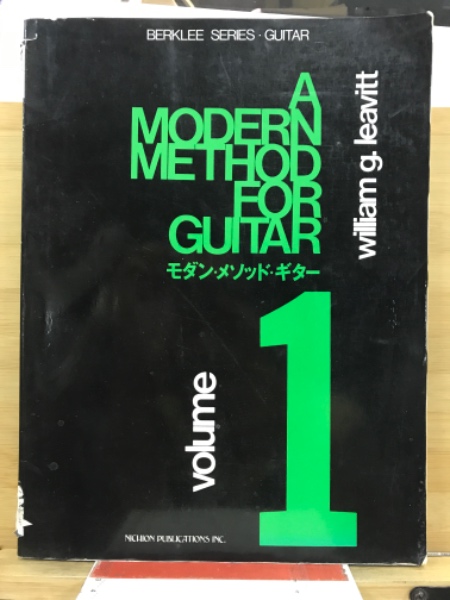 BERKLEE SERIES · GUITAR
A
MODERN
METHOD
FOR
GUITAR
モダン・メソッド・ギター
william g. leavitt
volume
1
NICHION PUBLICATIONS INC.